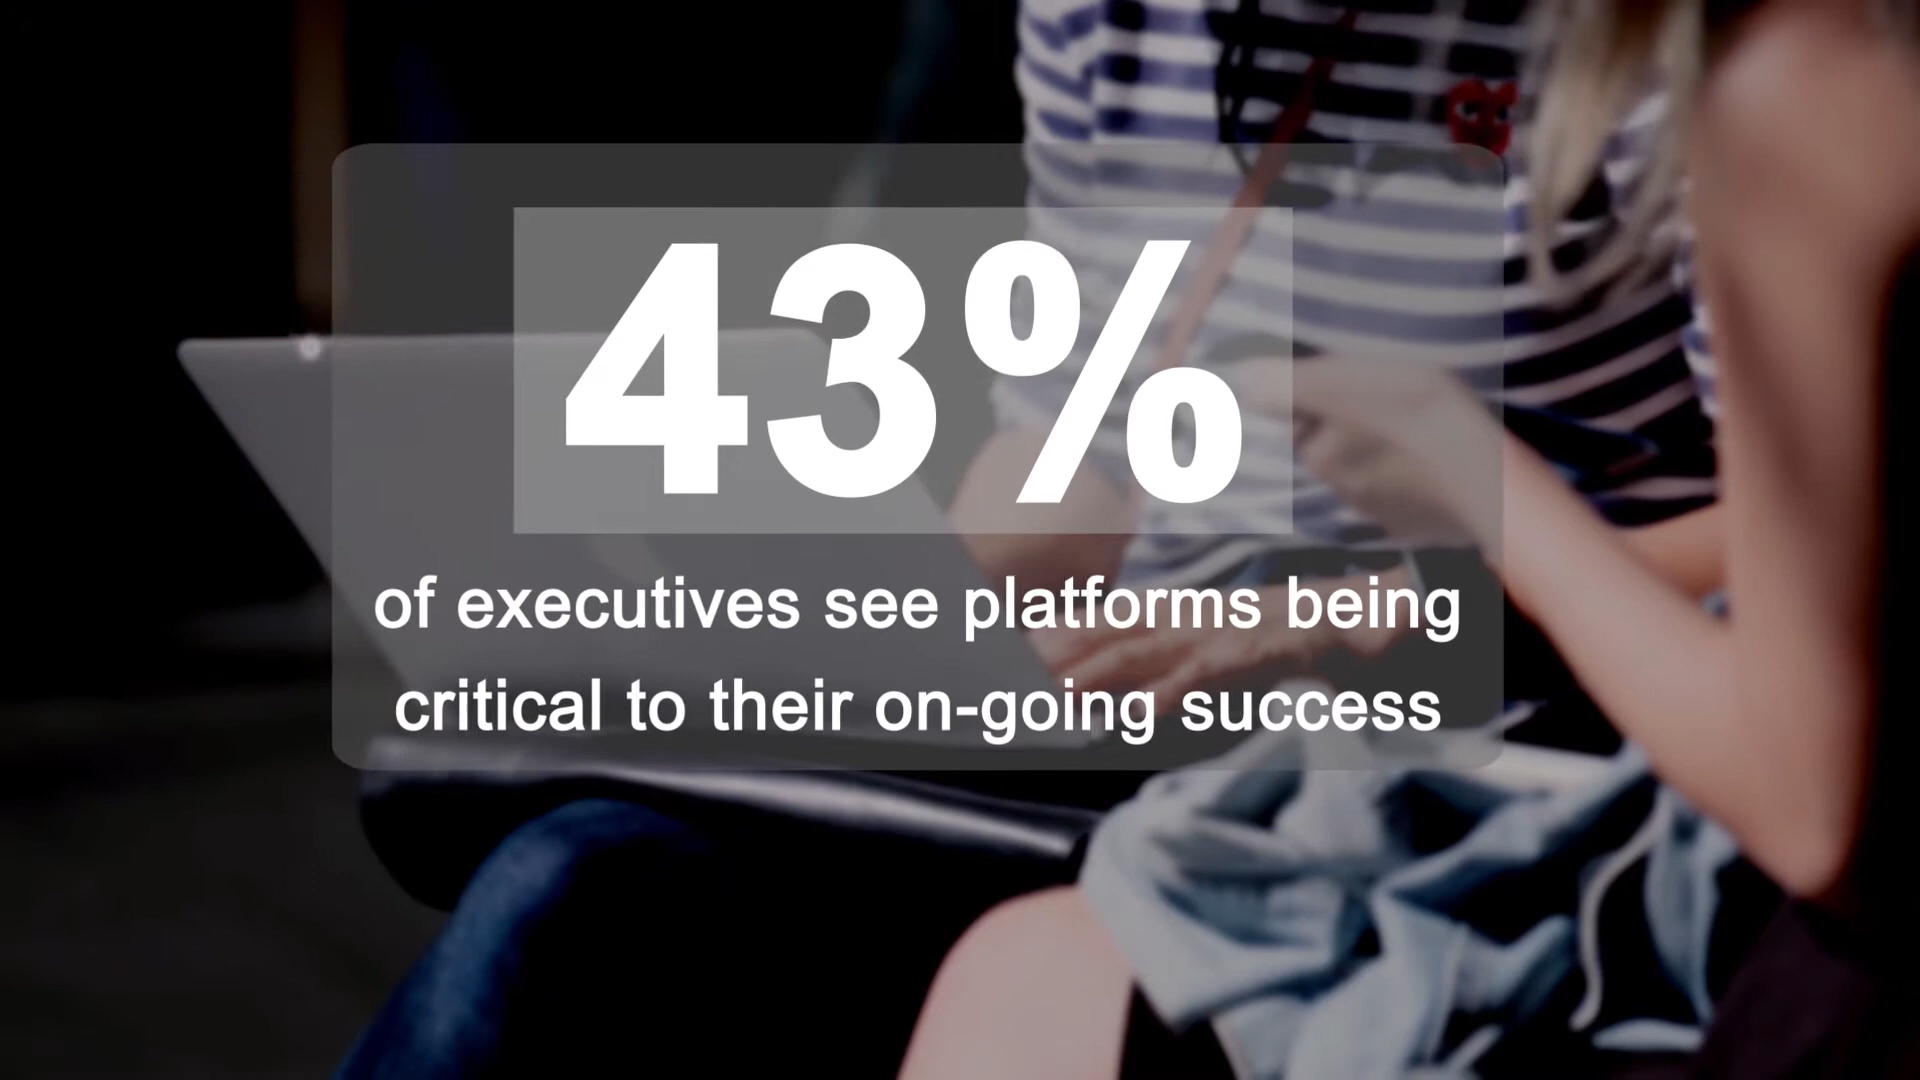 43%
of executives see platforms being
critical to their on-going success